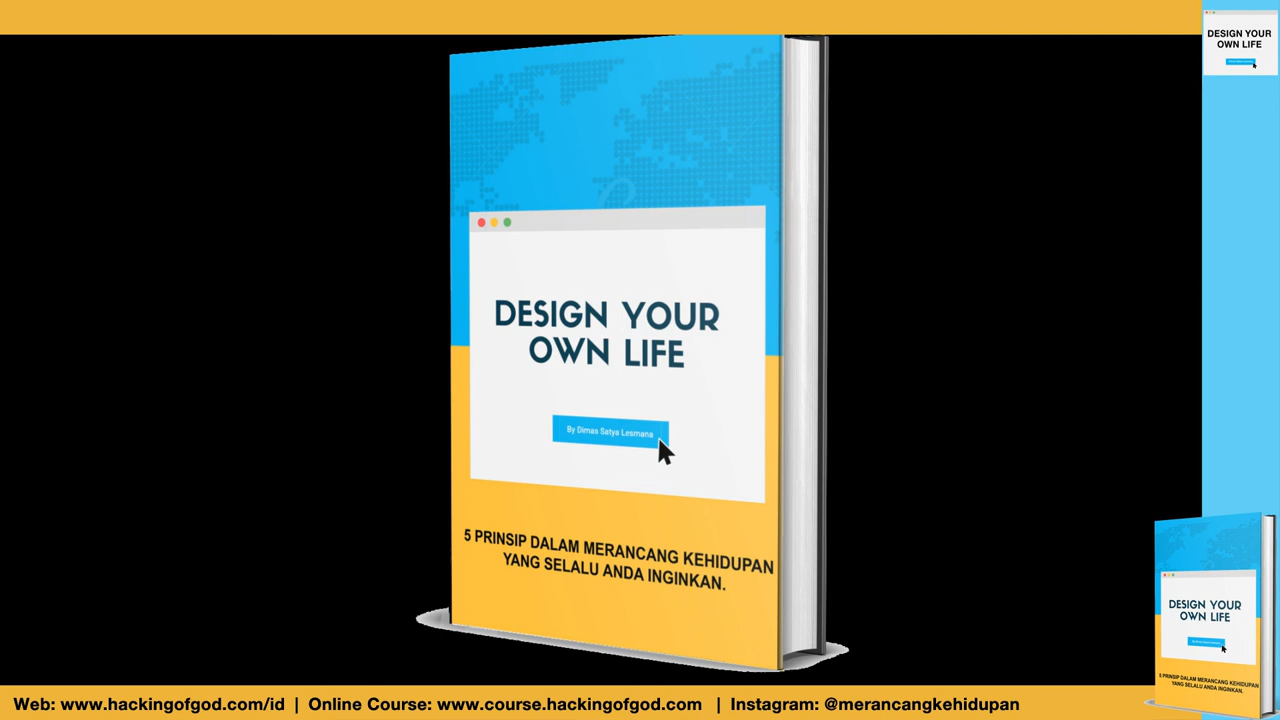 DESIGN YOUR
OWN LIFE
DESIGN YOUR
OWN LIFE
By Dimas Satya Lesmana
5 PRINSIP DALAM MERANCANG KEHIDUPAN
YANG SELALU ANDA INGINKAN.
DESIGN YOUR
OWN LIFE
5 PRINSIP DALAM MERANCANG KEHIDUPAN
YANG SELALU ANDA INGINKAN.
Web: www.hackingofgod.com/id | Online Course: www.course.hackingofgod.com | Instagram: @merancangkehidupan